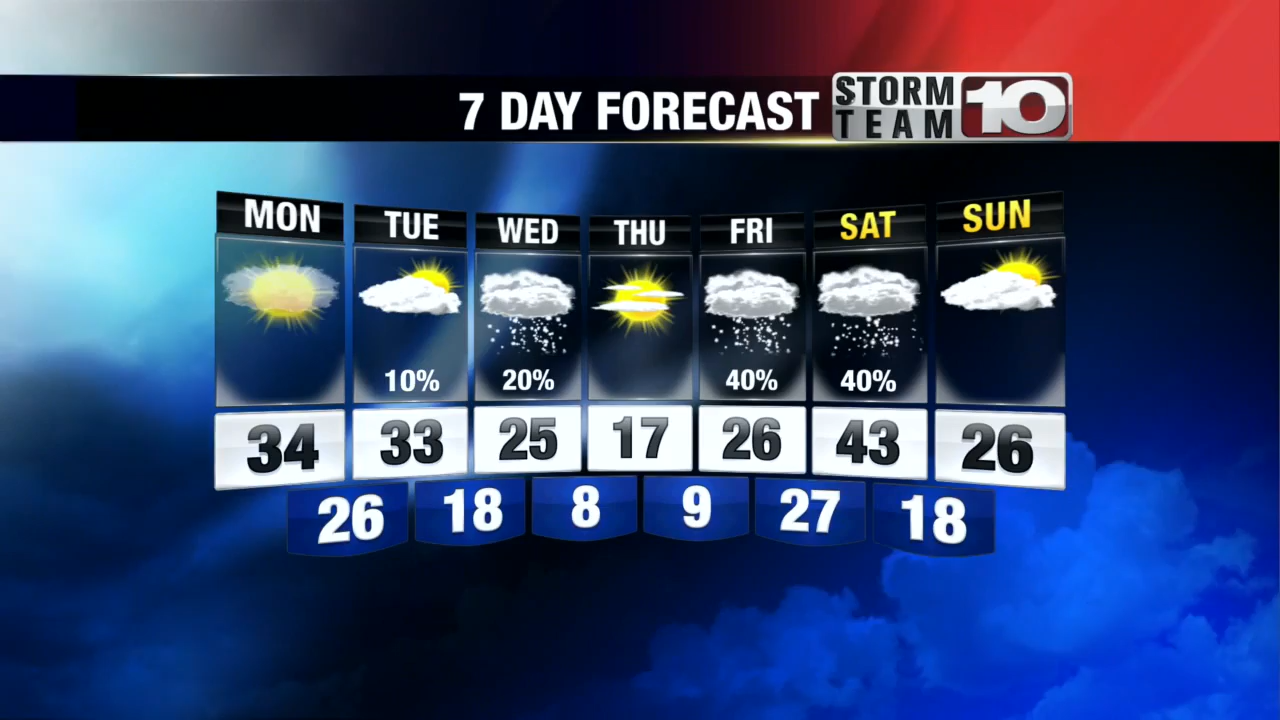 7 DAY FORECAST
STORM
TEAM
10
MON TUE WED THU FRI SAT SUN
10% 20% 40% 40%
34 33 25 17 26 43 26
26 18 8 9 27 18